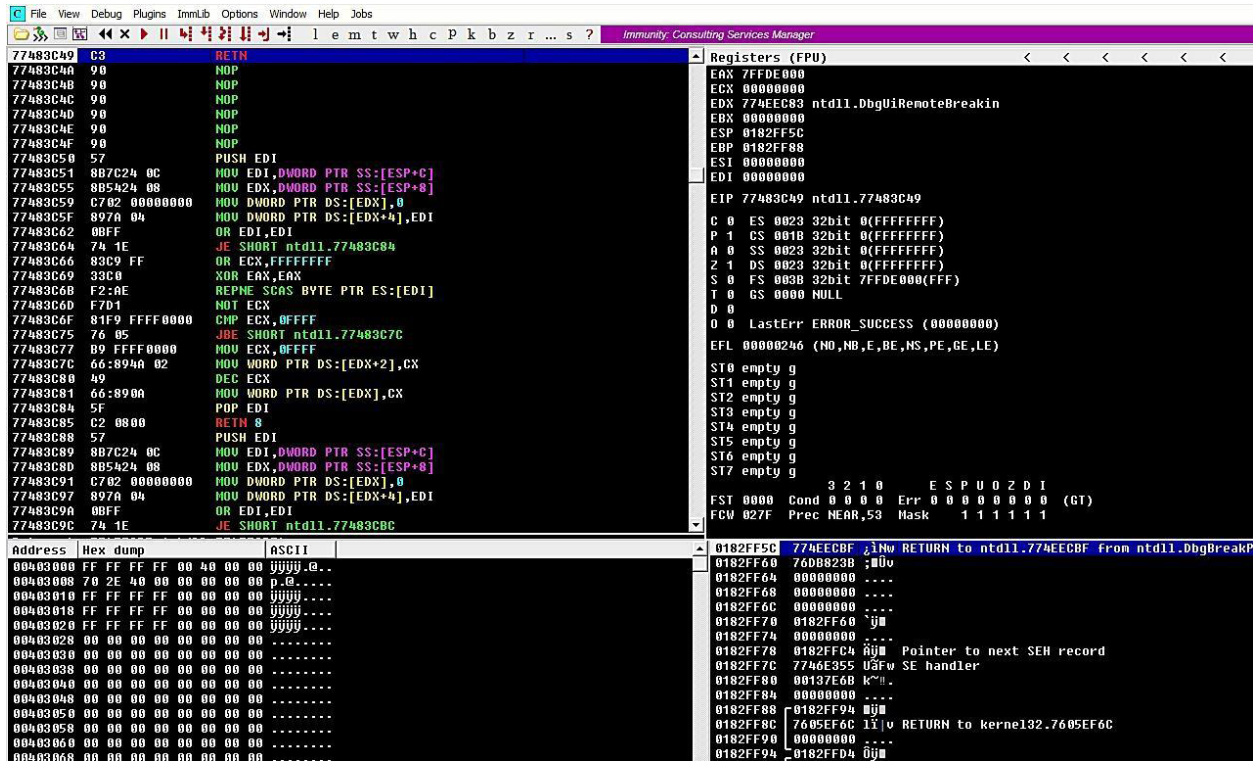 File View Debug Plugins ImmLib Options Window Help Jobs
l e m t w h c P k b z r ... s ? Immunity: Consulting Services Manager
77483C49 C3 RETN
77483C4A 90 NOP
77483C4B 90 NOP
77483C4C 90 NOP
77483C4D 90 NOP
77483C4E 90 NOP
77483C4F 90 NOP
77483C50 57 PUSH EDI
77483C51 8B7C24 0C MOV EDI,DWORD PTR SS:[ESP+C]
77483C55 8B5424 08 MOV EDX,DWORD PTR SS:[ESP+8]
77483C59 C702 00000000 MOV DWORD PTR DS:[EDX],0
77483C5F 897A 04 MOV DWORD PTR DS:[EDX+4],EDI
77483C62 0BFF OR EDI,EDI
77483C64 74 1E JE SHORT ntdll.77483C84
77483C66 83C9 FF OR ECX,FFFFFFFF
77483C69 33C0 XOR EAX,EAX
77483C6B F2:AE REPNE SCAS BYTE PTR ES:[EDI]
77483C6D F7D1 NOT ECX
77483C6F 81F9 FFFF0000 CMP ECX,0FFFF
77483C75 76 05 JBE SHORT ntdll.77483C7C
77483C77 B9 FFFF0000 MOV ECX,0FFFF
77483C7C 66:894A 02 MOV WORD PTR DS:[EDX+2],CX
77483C80 49 DEC ECX
77483C81 66:890A MOV WORD PTR DS:[EDX],CX
77483C84 5F POP EDI
77483C85 C2 0800 RETN 8
77483C88 57 PUSH EDI
77483C89 8B7C24 0C MOV EDI,DWORD PTR SS:[ESP+C]
77483C8D 8B5424 08 MOV EDX,DWORD PTR SS:[ESP+8]
77483C91 C702 00000000 MOV DWORD PTR DS:[EDX],0
77483C97 897A 04 MOV DWORD PTR DS:[EDX+4],EDI
77483C9A 0BFF OR EDI,EDI
77483C9C 74 1E JE SHORT ntdll.77483CBC
Registers (FPU) < < < < < <
EAX 7FFDE000
ECX 00000000
EDX 774EEC83 ntdll.DbgUiRemoteBreakin
EBX 00000000
ESP 0182FF5C
EBP 0182FF88
ESI 00000000
EDI 00000000
EIP 77483C49 ntdll.77483C49
C 0 ES 0023 32bit 0(FFFFFFFF)
P 1 CS 001B 32bit 0(FFFFFFFF)
A 0 SS 0023 32bit 0(FFFFFFFF)
Z 1 DS 0023 32bit 0(FFFFFFFF)
S 0 FS 003B 32bit 7FFDE000(FFF)
T 0 GS 0000 NULL
D 0
O 0 LastErr ERROR_SUCCESS (00000000)
EFL 00000246 (NO,NB,E,BE,NS,PE,GE,LE)
ST0 empty g
ST1 empty g
ST2 empty g
ST3 empty g
ST4 empty g
ST5 empty g
ST6 empty g
ST7 empty g
3 2 1 0 E S P U O Z D I
FST 0000 Cond 0 0 0 0 Err 0 0 0 0 0 0 0 0 (GT)
FCW 027F Prec NEAR,53 Mask 1 1 1 1 1 1
Address Hex dump ASCII
00403000 FF FF FF FF 00 40 00 00 ÿÿÿÿ.@..
00403008 70 2E 40 00 00 00 00 00 p.@.....
00403010 FF FF FF FF 00 00 00 00 ÿÿÿÿ....
00403018 FF FF FF FF 00 00 00 00 ÿÿÿÿ....
00403020 FF FF FF FF 00 00 00 00 ÿÿÿÿ....
00403028 00 00 00 00 00 00 00 00 ........
00403030 00 00 00 00 00 00 00 00 ........
00403038 00 00 00 00 00 00 00 00 ........
00403040 00 00 00 00 00 00 00 00 ........
00403048 00 00 00 00 00 00 00 00 ........
00403050 00 00 00 00 00 00 00 00 ........
00403058 00 00 00 00 00 00 00 00 ........
00403060 00 00 00 00 00 00 00 00 ........
00403068 00 00 00 00 00 00 00 00 ........
0182FF5C 774EECBF ¿ìNw RETURN to ntdll.774EECBF from ntdll.DbgBreakP
0182FF60 76DB823B
0182FF64 00000000 ....
0182FF68 00000000 ....
0182FF6C 00000000 ....
0182FF70 0182FF60
0182FF74 00000000 ....
0182FF78 0182FFC4 Pointer to next SEH record
0182FF7C 7746E355 UãFw SE handler
0182FF80 00137E6B
0182FF84 00000000 ....
0182FF88 0182FF94
0182FF8C 7605EF6C RETURN to kernel32.7605EF6C
0182FF90 00000000 ....
0182FF94 0182FFD4